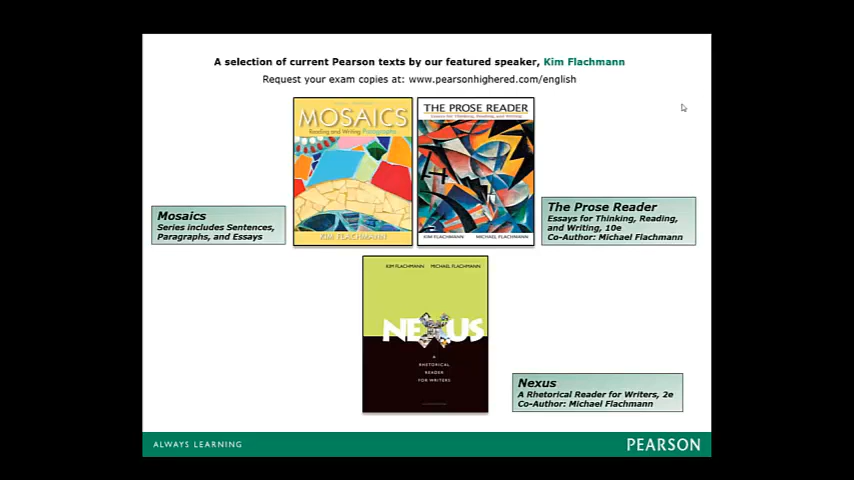 A selection of current Pearson texts by our featured speaker, Kim Flachmann
Request your exam copies at: www.pearsonhighered.com/english
MOSAICS
Reading and Writing Paragraphs
KIM FLACHMANN
THE PROSE READER
Essays for Thinking, Reading, and Writing
KIM FLACHMANN MICHAEL FLACHMANN
Mosaics
Series includes Sentences,
Paragraphs, and Essays
The Prose Reader
Essays for Thinking, Reading,
and Writing, 10e
Co-Author: Michael Flachmann
KIM FLACHMANN MICHAEL FLACHMANN
NEXUS
A
RHETORICAL
READER
FOR WRITERS
Nexus
A Rhetorical Reader for Writers, 2e
Co-Author: Michael Flachmann
ALWAYS LEARNING
PEARSON